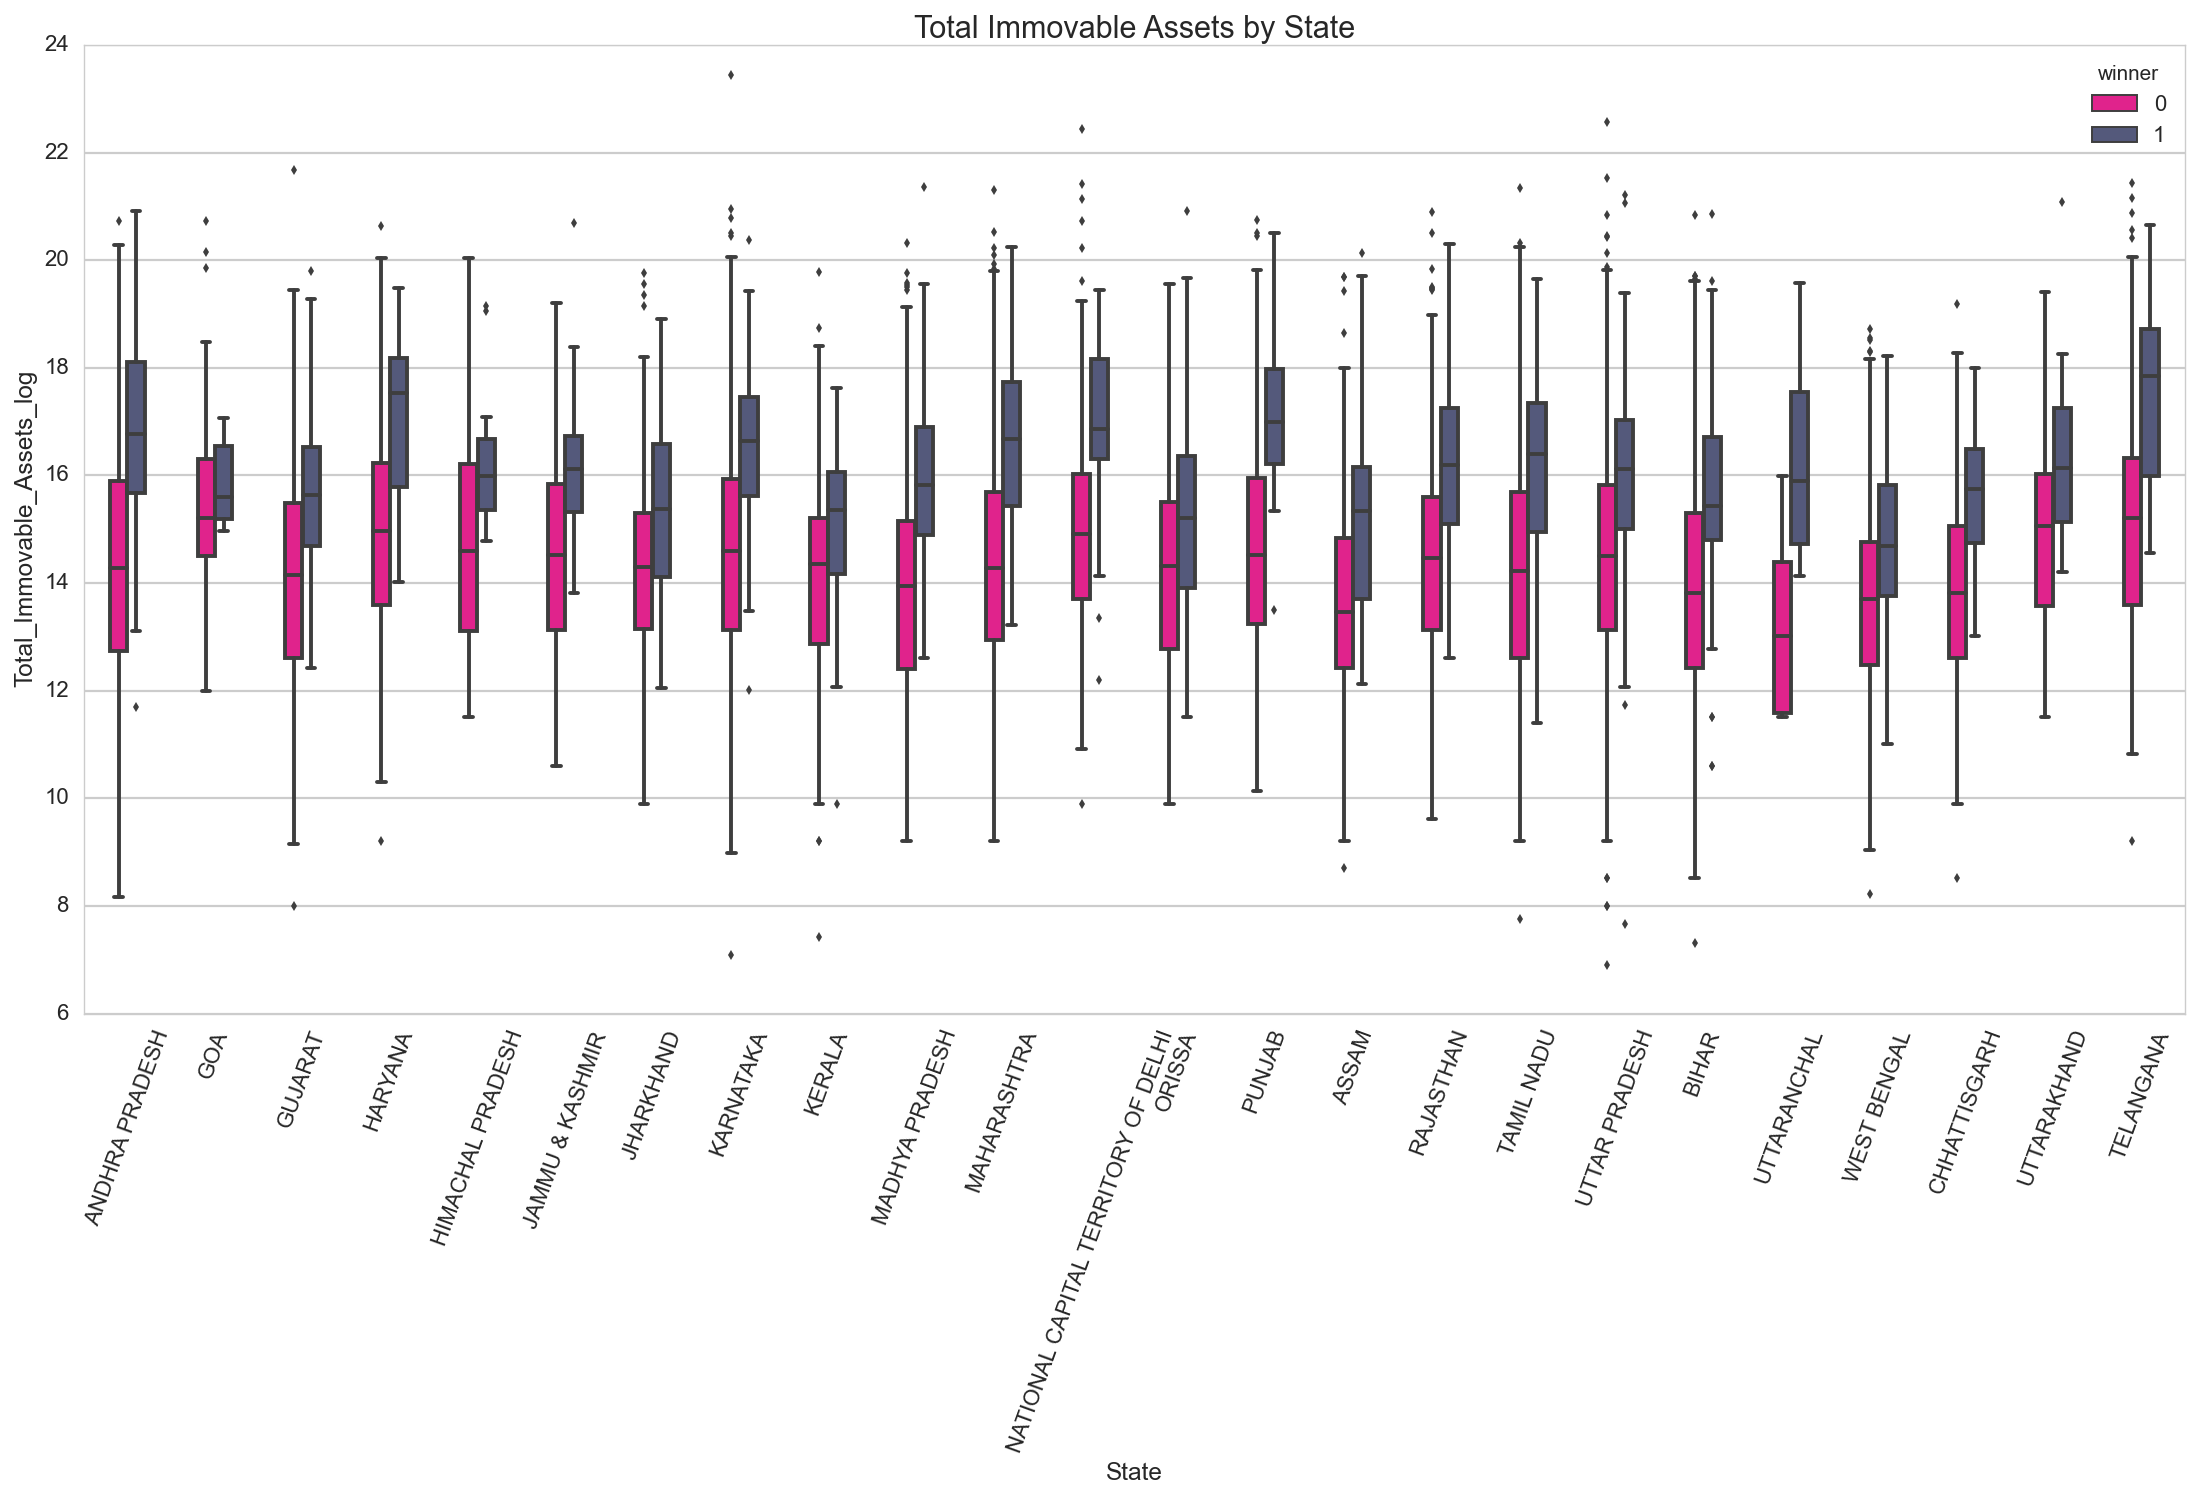 Total Immovable Assets by State
winner
0
1
Total_Immovable_Assets_log
24
22
20
18
16
14
12
10
8
6
ANDHRA PRADESH
GOA
GUJARAT
HARYANA
HIMACHAL PRADESH
JAMMU & KASHMIR
JHARKHAND
KARNATAKA
KERALA
MADHYA PRADESH
MAHARASHTRA
NATIONAL CAPITAL TERRITORY OF DELHI
ORISSA
PUNJAB
ASSAM
RAJASTHAN
TAMIL NADU
UTTAR PRADESH
BIHAR
UTTARANCHAL
WEST BENGAL
CHHATTISGARH
UTTARAKHAND
TELANGANA
State